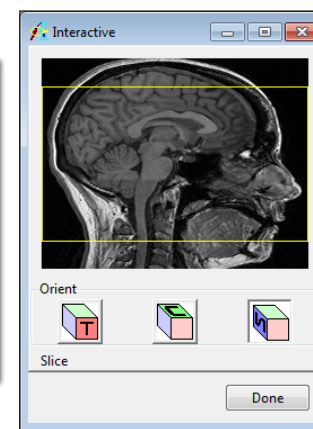 Interactive
Orient
T C S
Slice
Done